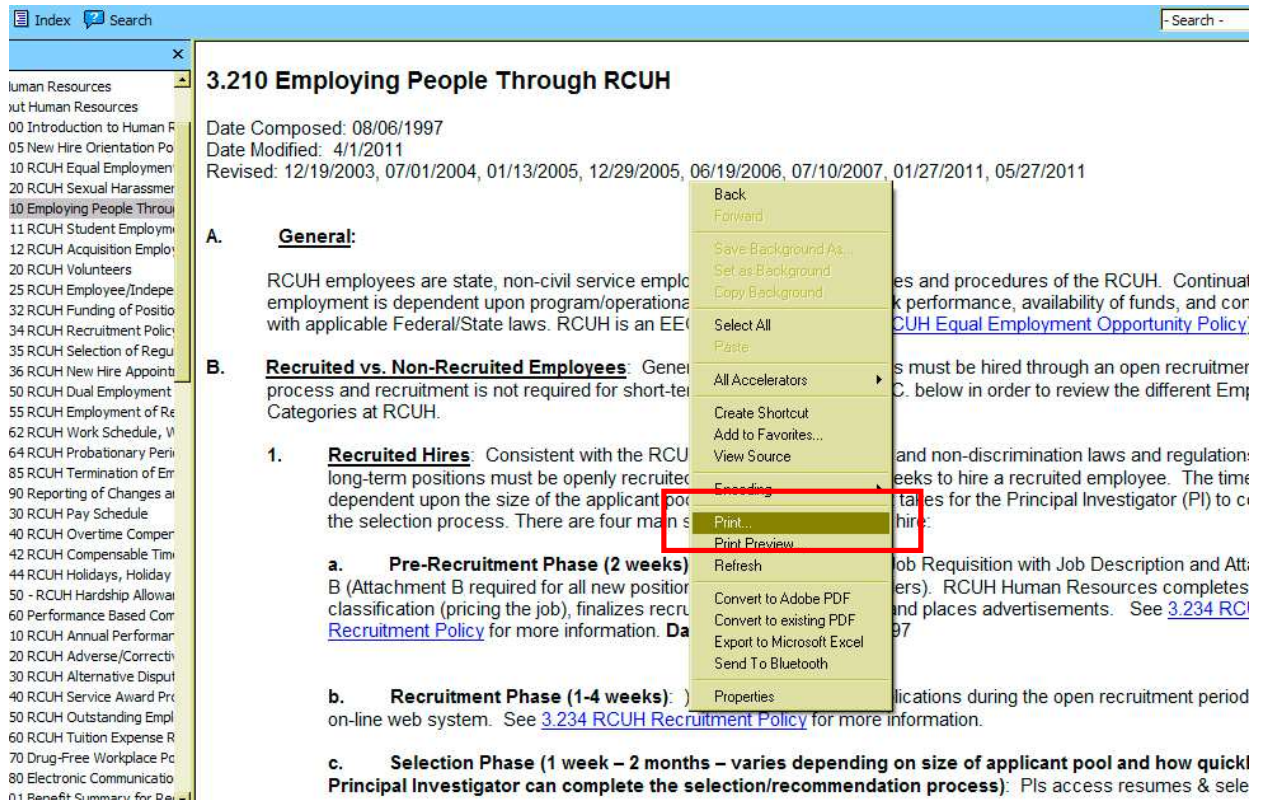 Index Search
- Search -
×
uman Resources
ut Human Resources
00 Introduction to Human R
05 New Hire Orientation Po
10 RCUH Equal Employmen
20 RCUH Sexual Harassmer
10 Employing People Throu
11 RCUH Student Employm
12 RCUH Acquisition Employ
20 RCUH Volunteers
25 RCUH Employee/Indepe
32 RCUH Funding of Positio
34 RCUH Recruitment Policy
35 RCUH Selection of Regu
36 RCUH New Hire Appoint
50 RCUH Dual Employment
55 RCUH Employment of Re
62 RCUH Work Schedule, W
64 RCUH Probationary Peri
85 RCUH Termination of Em
90 Reporting of Changes a
30 RCUH Pay Schedule
40 RCUH Overtime Compen
42 RCUH Compensable Tim
44 RCUH Holidays, Holiday
50 - RCUH Hardship Allowa
60 Performance Based Com
10 RCUH Annual Performan
20 RCUH Adverse/Correctiv
30 RCUH Alternative Disput
40 RCUH Service Award Pro
50 RCUH Outstanding Empl
60 RCUH Tuition Expense R
70 Drug-Free Workplace Po
80 Electronic Communicatio
01 Benefit Summary for Re
3.210 Employing People Through RCUH
Date Composed: 08/06/1997
Date Modified: 4/1/2011
Revised: 12/19/2003, 07/01/2004, 01/13/2005, 12/29/2005, 06/19/2006, 07/10/2007, 01/27/2011, 05/27/2011
A. General:
RCUH employees are state, non-civil service emplo es and procedures of the RCUH. Continuat
employment is dependent upon program/operationa k performance, availability of funds, and con
with applicable Federal/State laws. RCUH is an EE CUH Equal Employment Opportunity Policy
B. Recruited vs. Non-Recruited Employees: Gene s must be hired through an open recruitmen
process and recruitment is not required for short-te C. below in order to review the different Emp
Categories at RCUH.
1. Recruited Hires: Consistent with the RCU and non-discrimination laws and regulations
long-term positions must be openly recruited eeks to hire a recruited employee. The time
dependent upon the size of the applicant poo takes for the Principal Investigator (PI) to c
the selection process. There are four main s hire:
a. Pre-Recruitment Phase (2 weeks) ob Requisition with Job Description and Att
B (Attachment B required for all new position ers). RCUH Human Resources completes
classification (pricing the job), finalizes recru and places advertisements. See 3.234 RC
Recruitment Policy for more information. Da 97
b. Recruitment Phase (1-4 weeks): ) lications during the open recruitment period
on-line web system. See 3.234 RCUH Recruitment Policy for more information.
c. Selection Phase (1 week – 2 months – varies depending on size of applicant pool and how quickl
Principal Investigator can complete the selection/recommendation process): PIs access resumes & sele
Back
Forward
Save Background As...
Set as Background
Copy Background
Select All
Paste
All Accelerators
Create Shortcut
Add to Favorites...
View Source
Encoding
Print...
Print Preview
Refresh
Convert to Adobe PDF
Convert to existing PDF
Export to Microsoft Excel
Send To Bluetooth
Properties